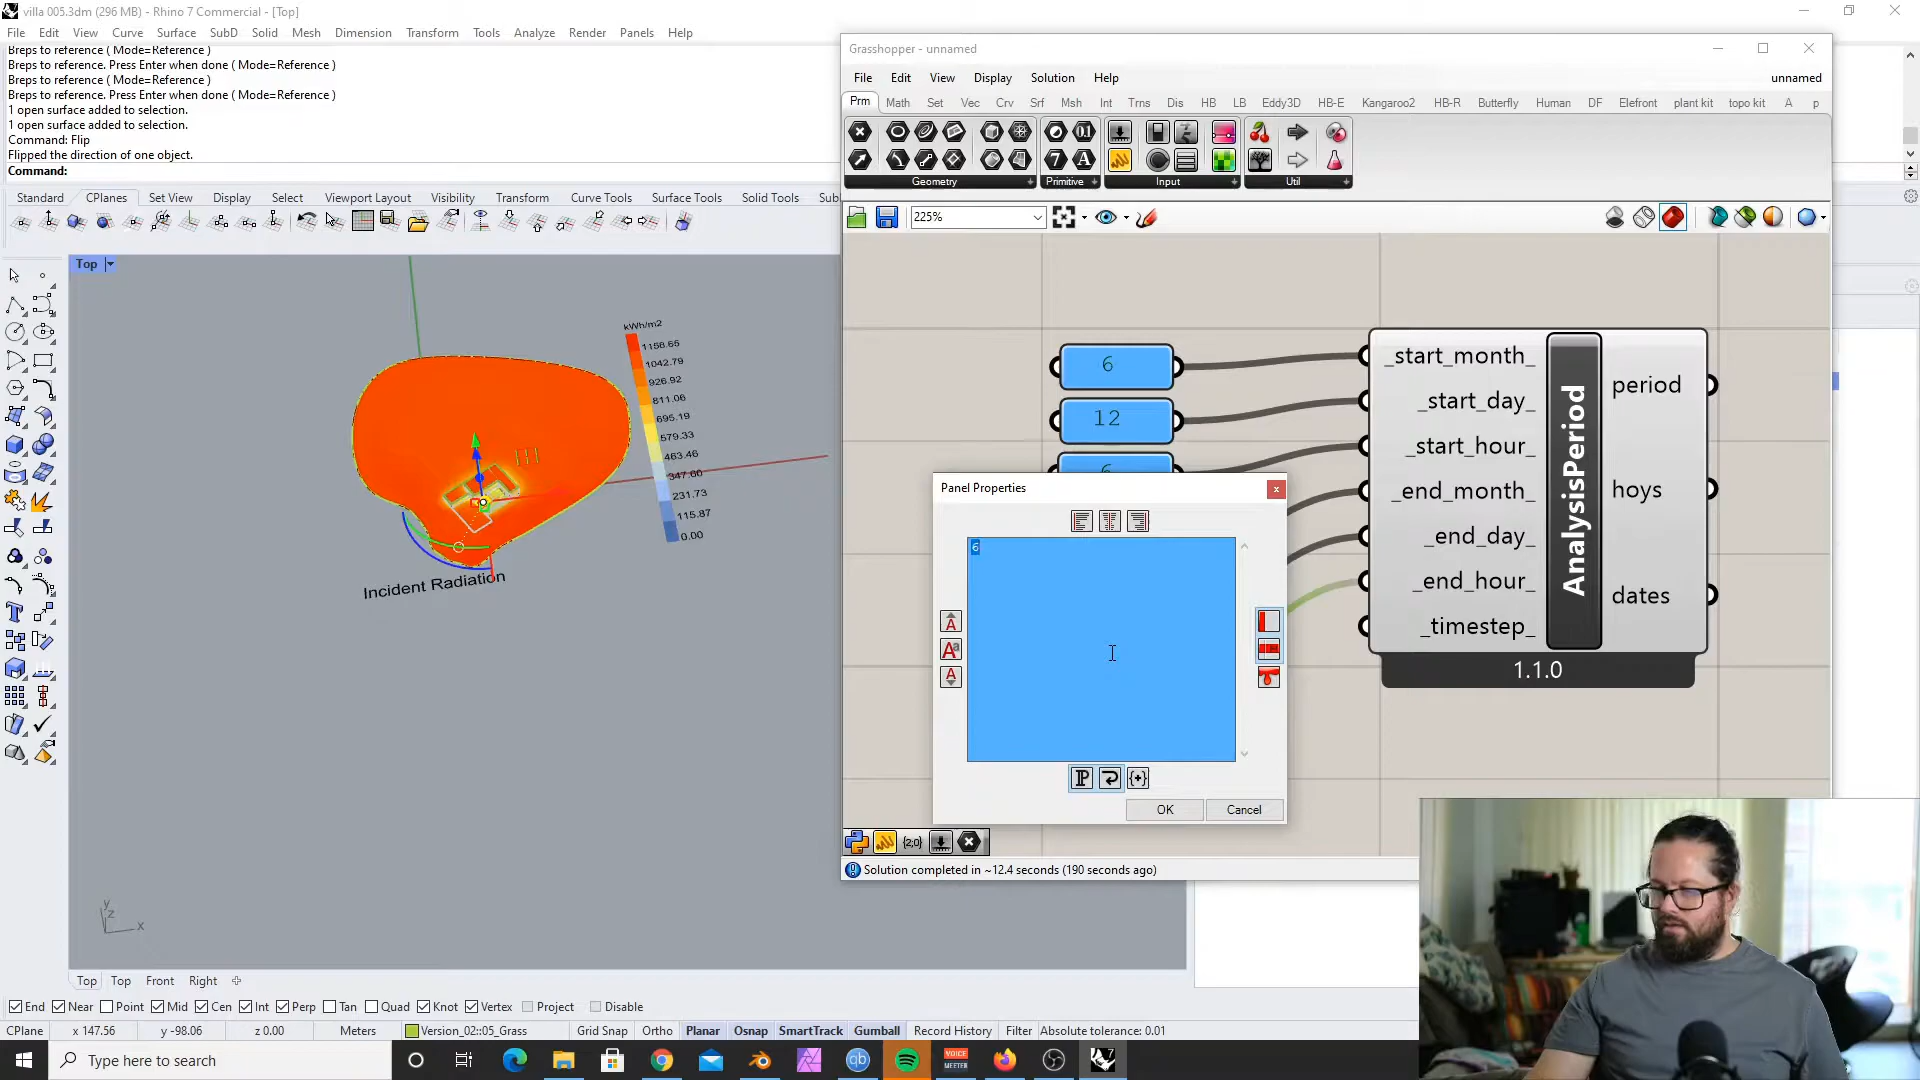 villa 005.3dm (296 MB) - Rhino 7 Commercial - [Top]
File Edit View Curve Surface SubD Solid Mesh Dimension Transform Tools Analyze Render Panels Help
Breps to reference ( Mode=Reference )
Breps to reference. Press Enter when done ( Mode=Reference )
Breps to reference ( Mode=Reference )
Breps to reference. Press Enter when done ( Mode=Reference )
1 open surface added to selection.
1 open surface added to selection.
Command: Flip
Flipped the direction of one object.
Command:
Standard CPlanes Set View Display Select Viewport Layout Visibility Transform Curve Tools Surface Tools Solid Tools
Top
kWh/m2
1158.65
1042.79
926.92
811.06
695.19
579.33
463.46
347.60
231.73
115.87
0.00
Incident Radiation
y
z
x
Grasshopper - unnamed
File Edit View Display Solution Help unnamed
Prm Math Set Vec Crv Srf Msh Int Trns Dis HB LB Eddy3D HB-E Kangaroo2 HB-R Butterfly Human DF Elefront plant kit topo kit A p
Geometry Primitive Input Util
225%
6
12
6
_start_month_
_start_day_
_start_hour_
_end_month_
_end_day_
_end_hour_
_timestep_
AnalysisPeriod
period
hoys
dates
1.1.0
Panel Properties
6
OK Cancel
Solution completed in ~12.4 seconds (190 seconds ago)
Top Top Front Right
End Near Point Mid Cen Int Perp Tan Quad Knot Vertex Project Disable
CPlane x 147.56 y -98.06 z 0.00 Meters Version_02::05_Grass Grid Snap Ortho Planar Osnap SmartTrack Gumball Record History Filter Absolute tolerance: 0.01
Type here to search
VOICE
MEETER